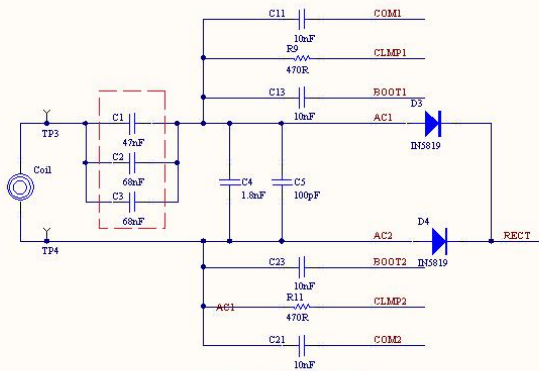 C11 COM1
10nF
R9 CLMP1
470R
C13 BOOT1
10nF
D3
C1 AC1
TP3
47nF IN5819
Coil
C2
68nF
C4 C5
1.8nF 100pF
C3
68nF
D4
AC2 RECT
TP4
C23 BOOT2 IN5819
10nF
R11 CLMP2
AC1
470R
C21 COM2
10nF